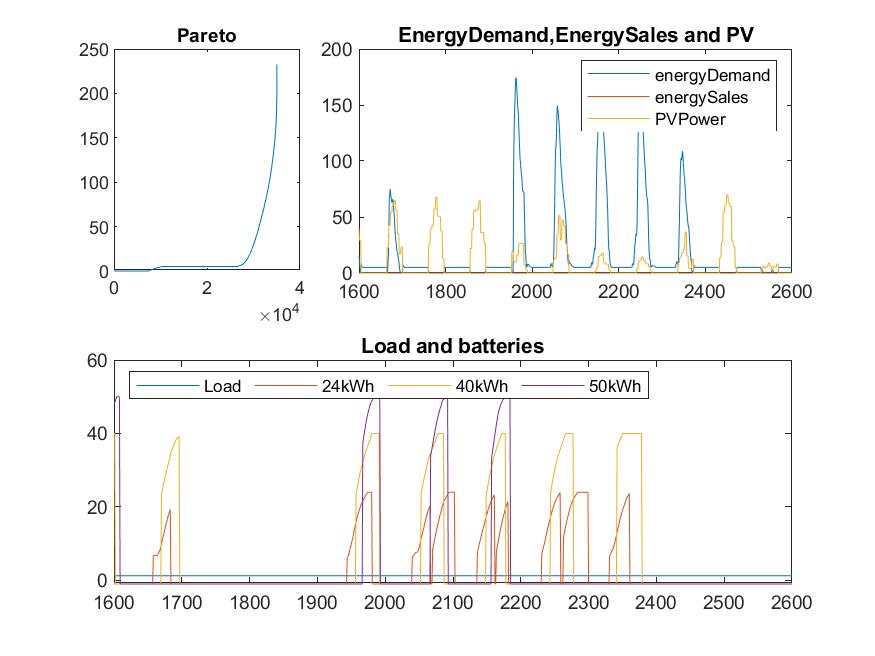 Pareto
250
200
150
100
50
0
0 2 4
×10^4
EnergyDemand,EnergySales and PV
200
150
100
50
0
energyDemand
energySales
PVPower
1600 1800 2000 2200 2400 2600
Load and batteries
60
40
20
0
Load 24kWh 40kWh 50kWh
1600 1700 1800 1900 2000 2100 2200 2300 2400 2500 2600